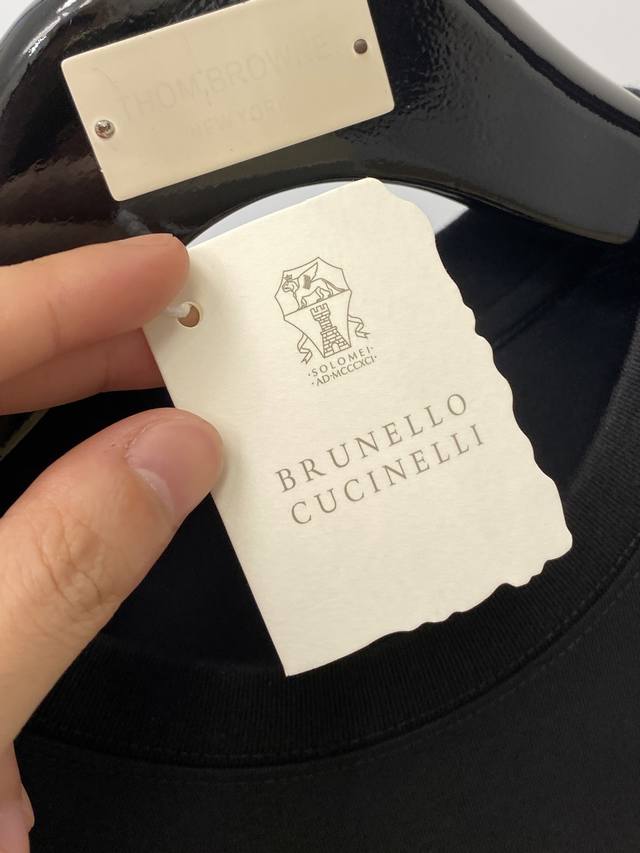 THOM BROWNE
NEW YORK
·SOLOMEI·
·AD·MCCCXCI·
BRUNELLO
CUCINELLI